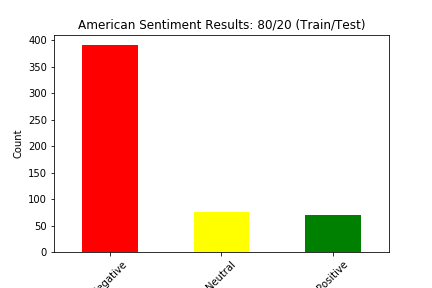 American Sentiment Results: 80/20 (Train/Test)
400
350
300
250
200
150
100
50
0
Count
egative
Neutral
Positive